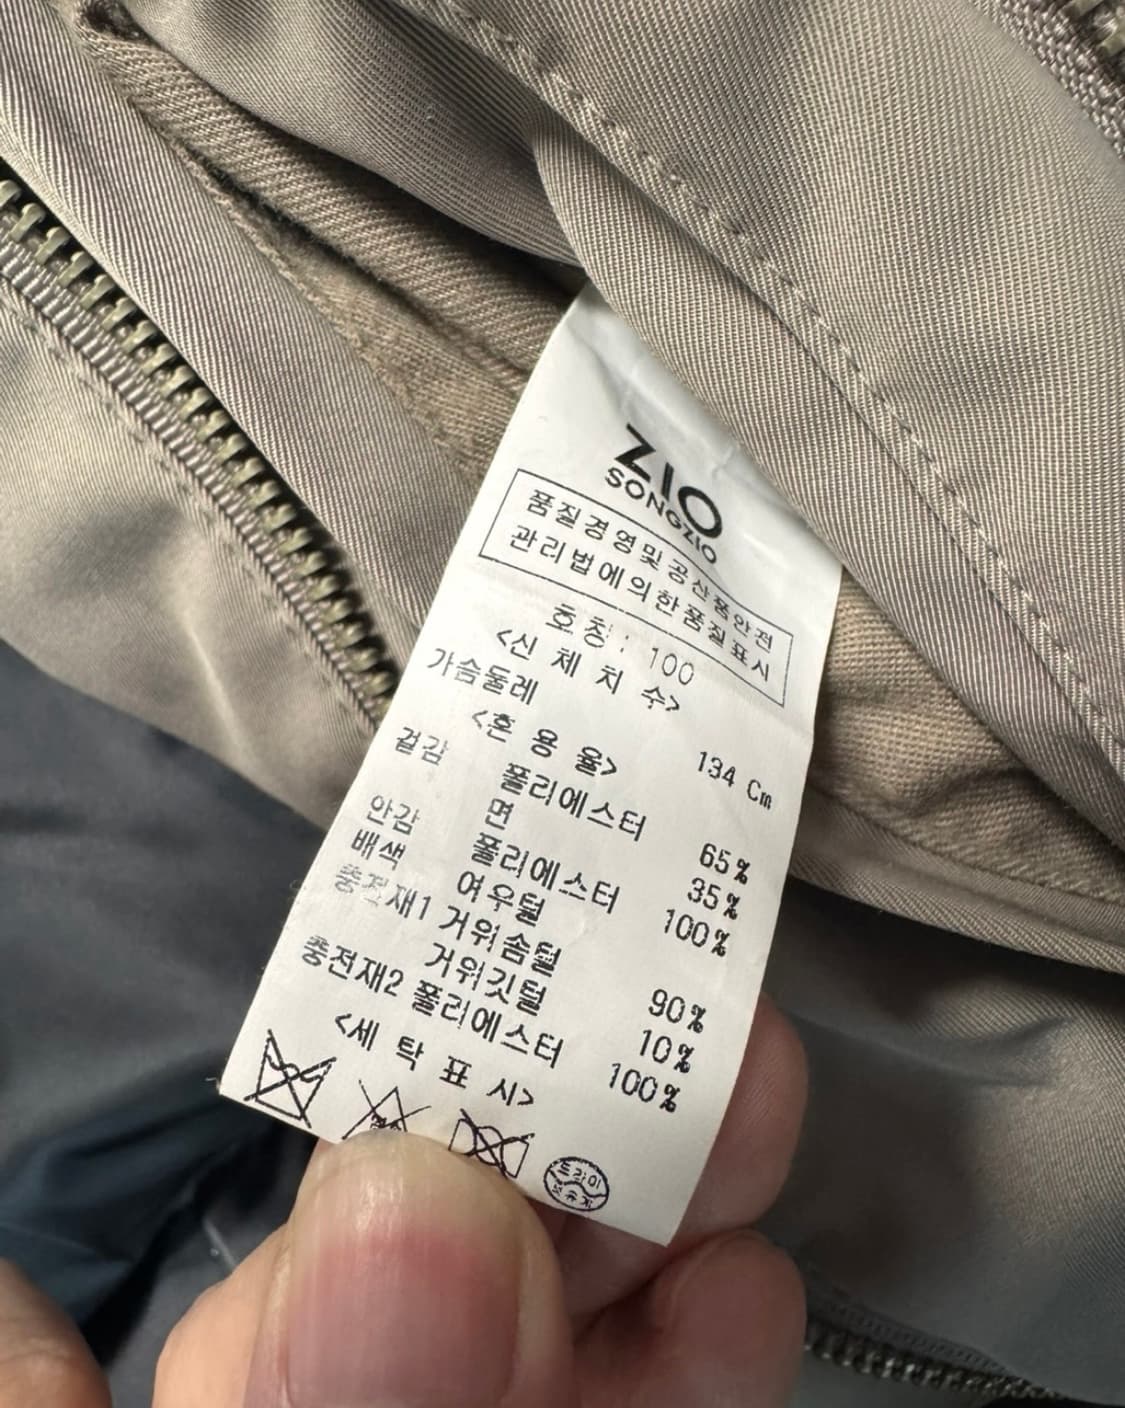 ZIO
SONGZIO
품질경영및공산품안전
관리법에의한품질표시
호칭: 100
<신 체 치 수>
가슴둘레 134 Cm
<혼 용 율>
겉감 폴리에스터 65%
면 35%
안감 폴리에스터 100%
배색 여우털
충전재1 거위솜털 90%
거위깃털 10%
충전재2 폴리에스터 100%
<세 탁 표 시>
드라이